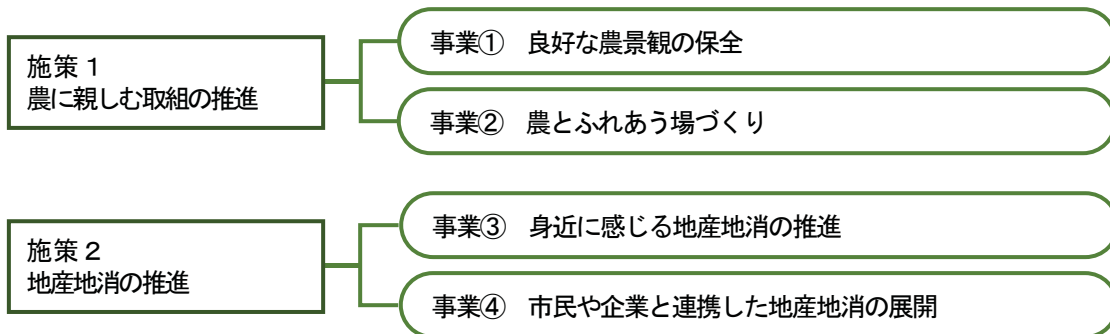 施策１
農に親しむ取組の推進
事業①　良好な農景観の保全
事業②　農とふれあう場づくり
施策２
地産地消の推進
事業③　身近に感じる地産地消の推進
事業④　市民や企業と連携した地産地消の展開